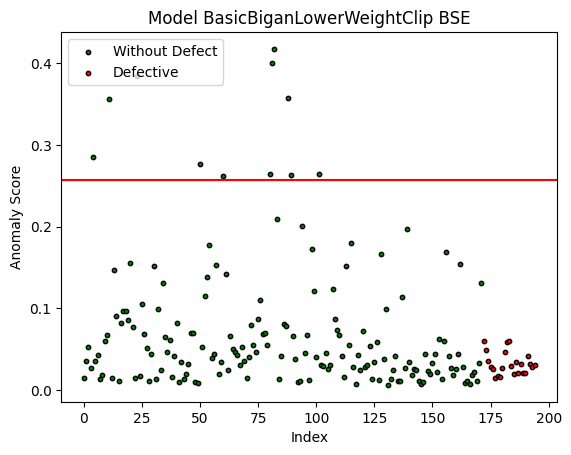 Model BasicBiganLowerWeightClip BSE
Without Defect
Defective
Anomaly Score
0.4
0.3
0.2
0.1
0.0
0 25 50 75 100 125 150 175 200
Index